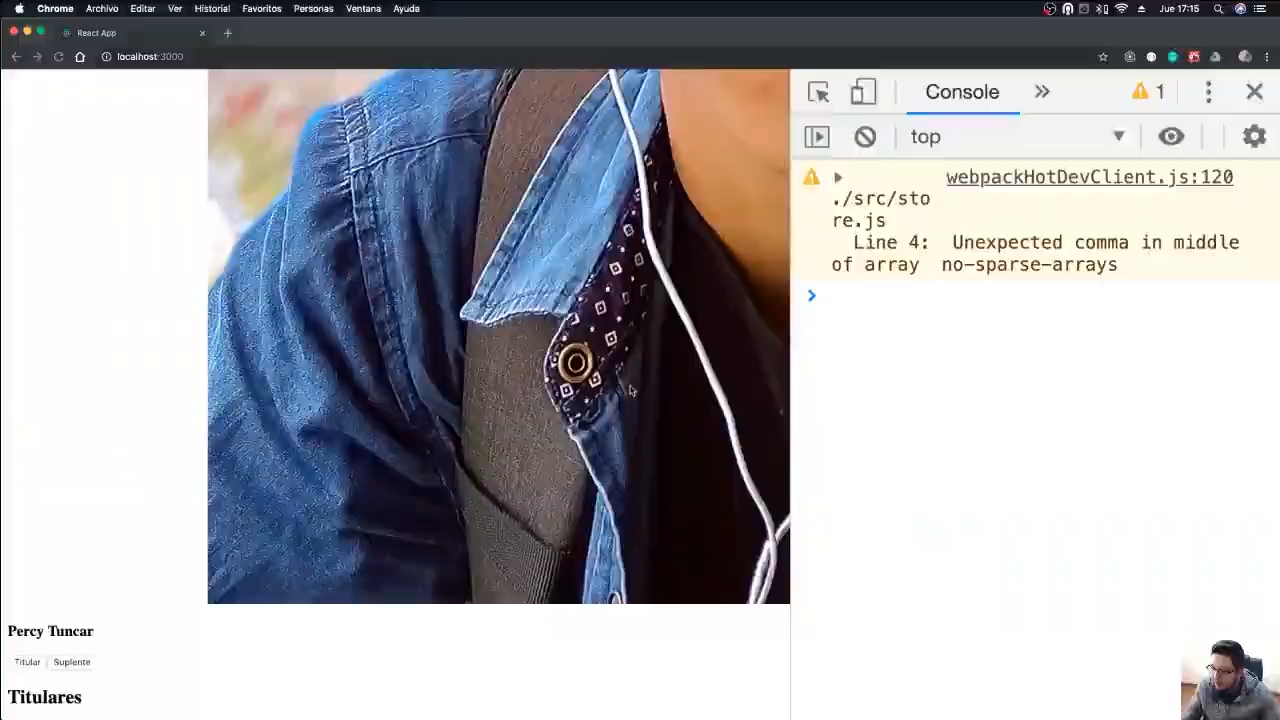 Chrome Archivo Editar Ver Historial Favoritos Personas Ventana Ayuda Jue 17:15
React App
localhost:3000
Console 1
top
webpackHotDevClient.js:120
./src/sto
re.js
Line 4: Unexpected comma in middle
of array no-sparse-arrays
Percy Tuncar
Titular Suplente
Titulares